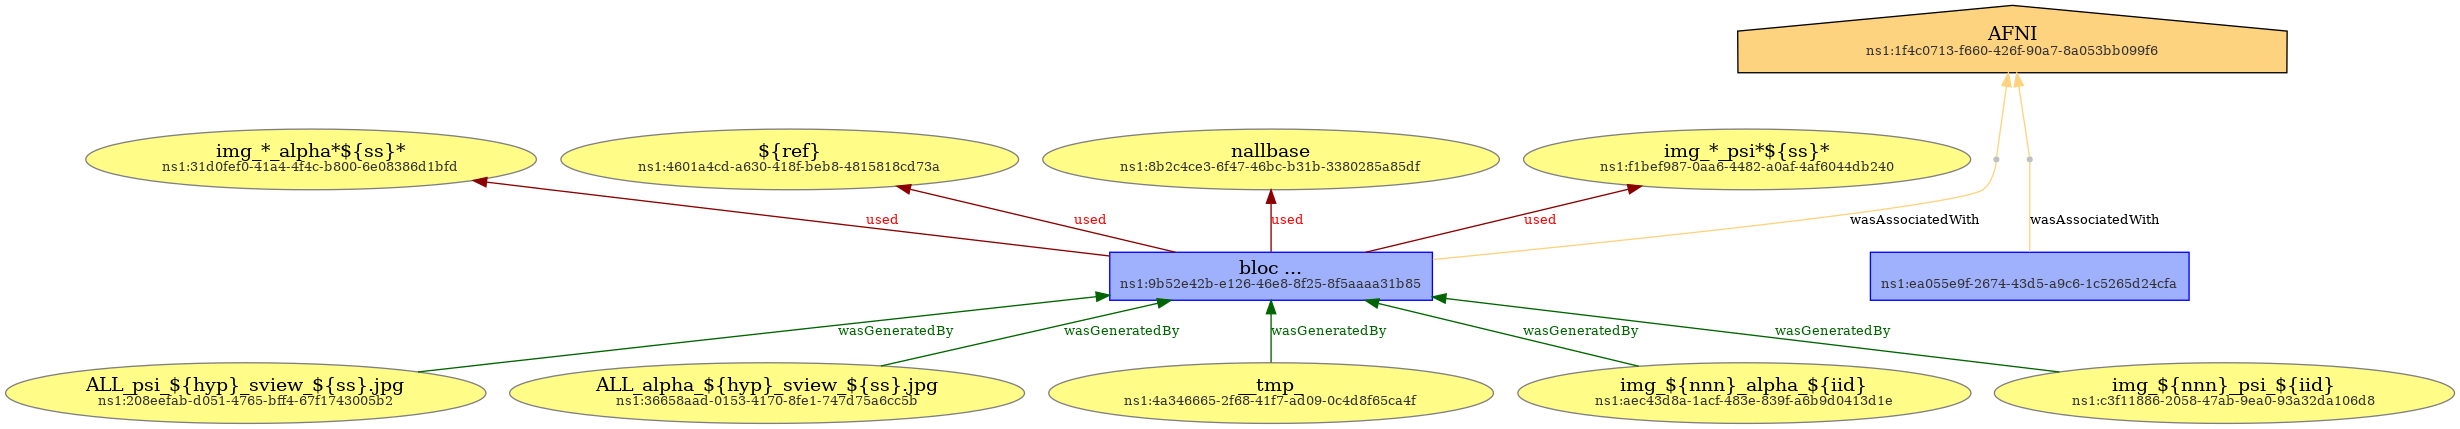 AFNI
ns1:1f4c0713-f660-426f-90a7-8a053bb099f6
img_*_alpha*${ss}*
ns1:31d0fef0-41a4-4f4c-b800-6e08386d1bfd
${ref}
ns1:4601a4cd-a630-418f-beb8-4815818cd73a
nallbase
ns1:8b2c4ce3-6f47-46bc-b31b-3380285a85df
img_*_psi*${ss}*
ns1:f1bef987-0aa6-4482-a0af-4af6044db240
used
used
used
used
wasAssociatedWith
wasAssociatedWith
bloc ...
ns1:9b52e42b-e126-46e8-8f25-8f5aaaa31b85
ns1:ea055e9f-2674-43d5-a9c6-1c5265d24cfa
wasGeneratedBy
wasGeneratedBy
wasGeneratedBy
wasGeneratedBy
wasGeneratedBy
ALL_psi_${hyp}_sview_${ss}.jpg
ns1:208eefab-d051-4765-bff4-67f1743005b2
ALL_alpha_${hyp}_sview_${ss}.jpg
ns1:36658aad-0153-4170-8fe1-747d75a6cc5b
__tmp_
ns1:4a346665-2f68-41f7-ad09-0c4d8f65ca4f
img_${nnn}_alpha_${iid}
ns1:aec43d8a-1acf-483e-839f-a6b9d0413d1e
img_${nnn}_psi_${iid}
ns1:c3f11886-2058-47ab-9ea0-93a32da106d8